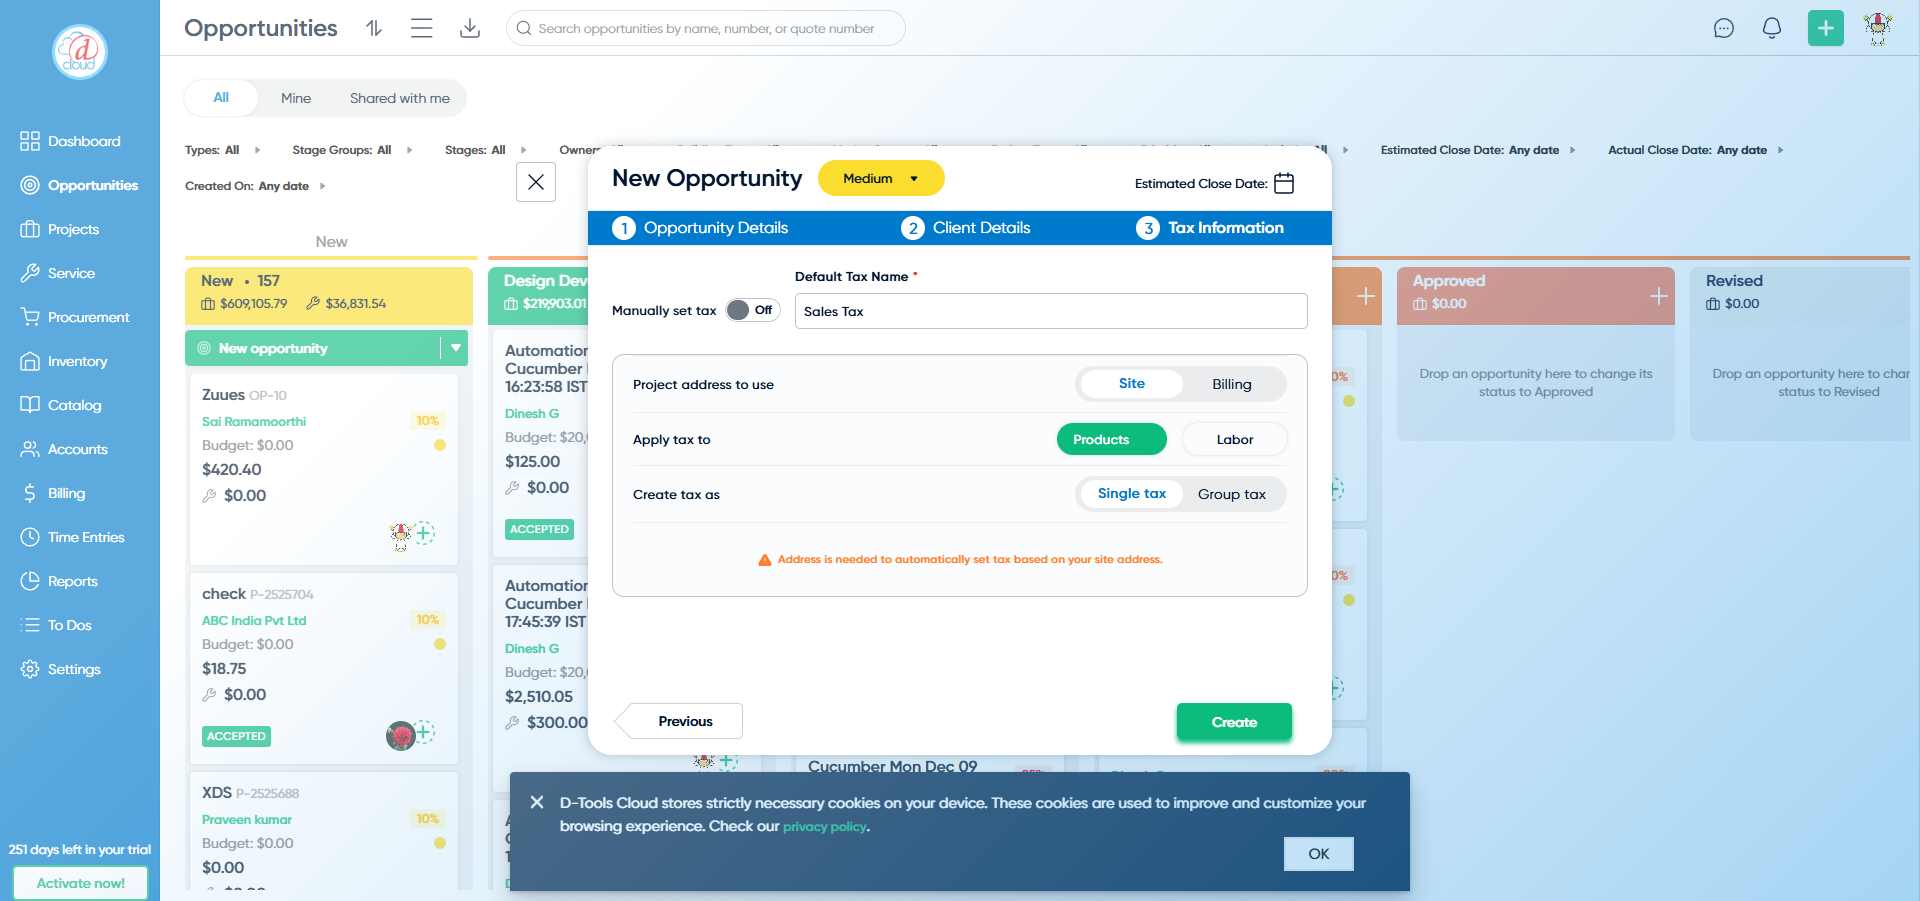 d
cloud
Dashboard
Opportunities
Projects
Service
Procurement
Inventory
Catalog
Accounts
Billing
Time Entries
Reports
To Dos
Settings
251 days left in your trial
Activate now!
Opportunities
Search opportunities by name, number, or quote number
All
Mine
Shared with me
Types: All
Stage Groups: All
Stages: All
Estimated Close Date: Any date
Actual Close Date: Any date
Created On: Any date
New
New • 157
$609,105.79
$36,831.54
New opportunity
Zuues OP-10
Sai Ramamoorthi
10%
Budget: $0.00
$420.40
$0.00
check P-2525704
ABC India Pvt Ltd
10%
Budget: $0.00
$18.75
$0.00
ACCEPTED
XDS P-2525688
Praveen kumar
10%
Budget: $0.00
$0.00
Design Dev
$219,903.01
Automation
Cucumber
16:23:58 IST
Dinesh G
Budget: $20,
$125.00
$0.00
ACCEPTED
Automation
Cucumber
17:45:39 IST
Dinesh G
Budget: $20,
$2,510.05
$300.00
Cucumber Mon Dec 09
Approved
$0.00
Drop an opportunity here to change its
status to Approved
Revised
$0.00
Drop an opportunity here to char
status to Revised
New Opportunity
Medium
Estimated Close Date:
1 Opportunity Details
2 Client Details
3 Tax Information
Default Tax Name *
Manually set tax
Off
Sales Tax
Project address to use
Site
Billing
Apply tax to
Products
Labor
Create tax as
Single tax
Group tax
Address is needed to automatically set tax based on your site address.
Previous
Create
D-Tools Cloud stores strictly necessary cookies on your device. These cookies are used to improve and customize your
browsing experience. Check our privacy policy.
OK